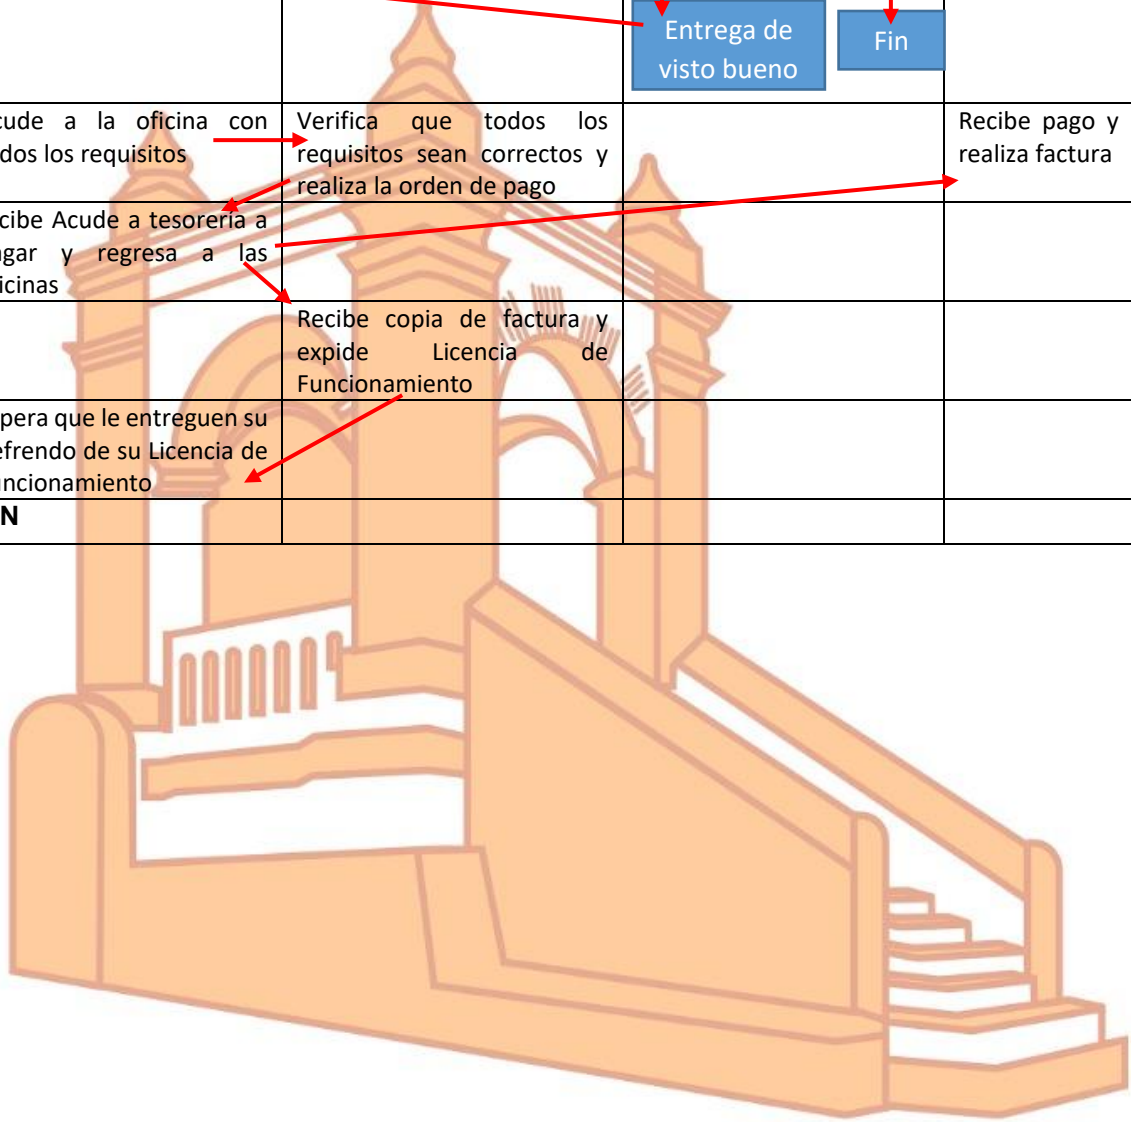 Entrega de
visto bueno
Fin
cude a la oficina con
dos los requisitos
Verifica que todos los
requisitos sean correctos y
realiza la orden de pago
Recibe pago y
realiza factura
cibe Acude a tesorería a
gar y regresa a las
icinas
Recibe copia de factura y
expide Licencia de
Funcionamiento
pera que le entreguen su
efrendo de su Licencia de
uncionamiento
N